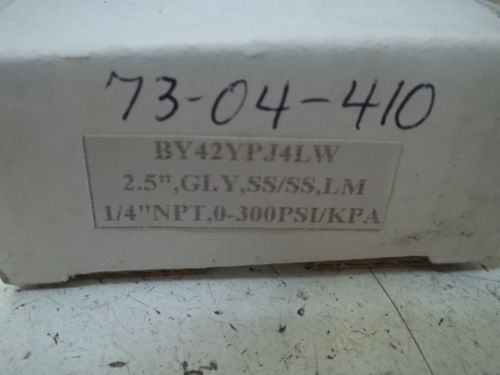 73-04-410
BY42YPJ4LW
2.5",GLY,SS/SS,LM
1/4"NPT,0-300PSI/KPA